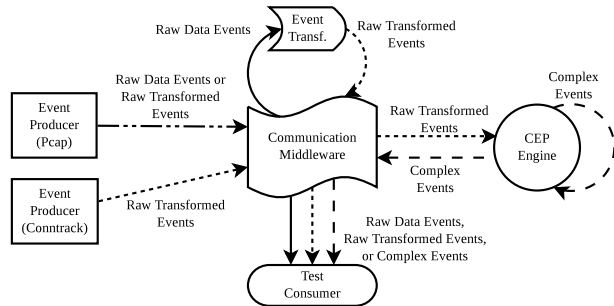 Raw Data Events
Event
Transf.
Raw Transformed
Events
Raw Data Events or
Raw Transformed
Events
Event
Producer
(Pcap)
Communication
Middleware
Raw Transformed
Events
CEP
Engine
Complex
Events
Complex
Events
Event
Producer
(Conntrack)
Raw Transformed
Events
Raw Data Events,
Raw Transformed Events,
or Complex Events
Test
Consumer